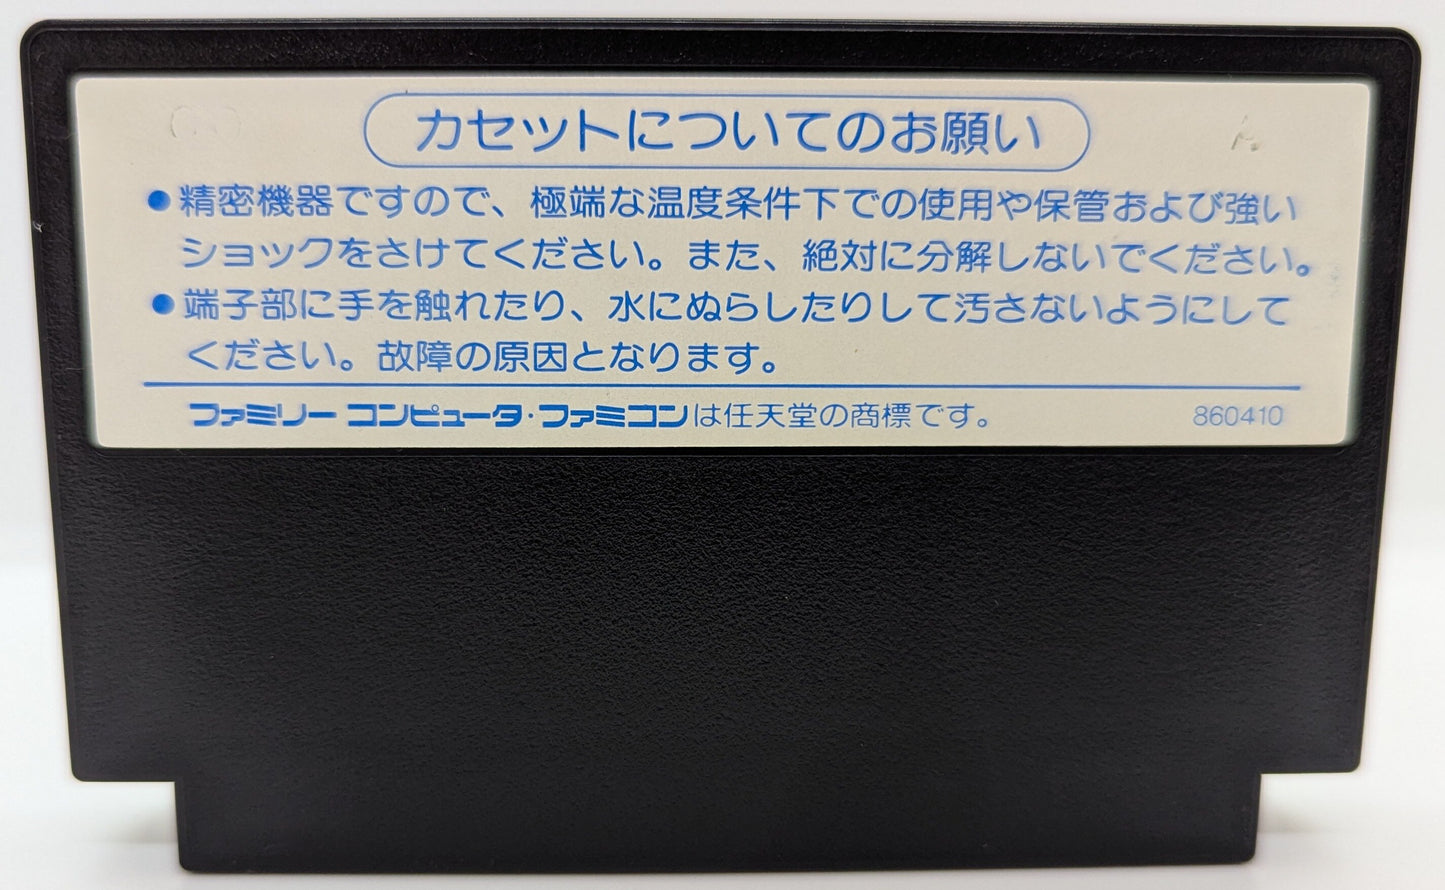 カセットについてのお願い
●精密機器ですので、極端な温度条件下での使用や保管および強い
ショックをさけてください。また、絶対に分解しないでください。
●端子部に手を触れたり、水にぬらしたりして汚さないようにして
ください。故障の原因となります。
ファミリーコンピュータ・ファミコンは任天堂の商標です。 860410